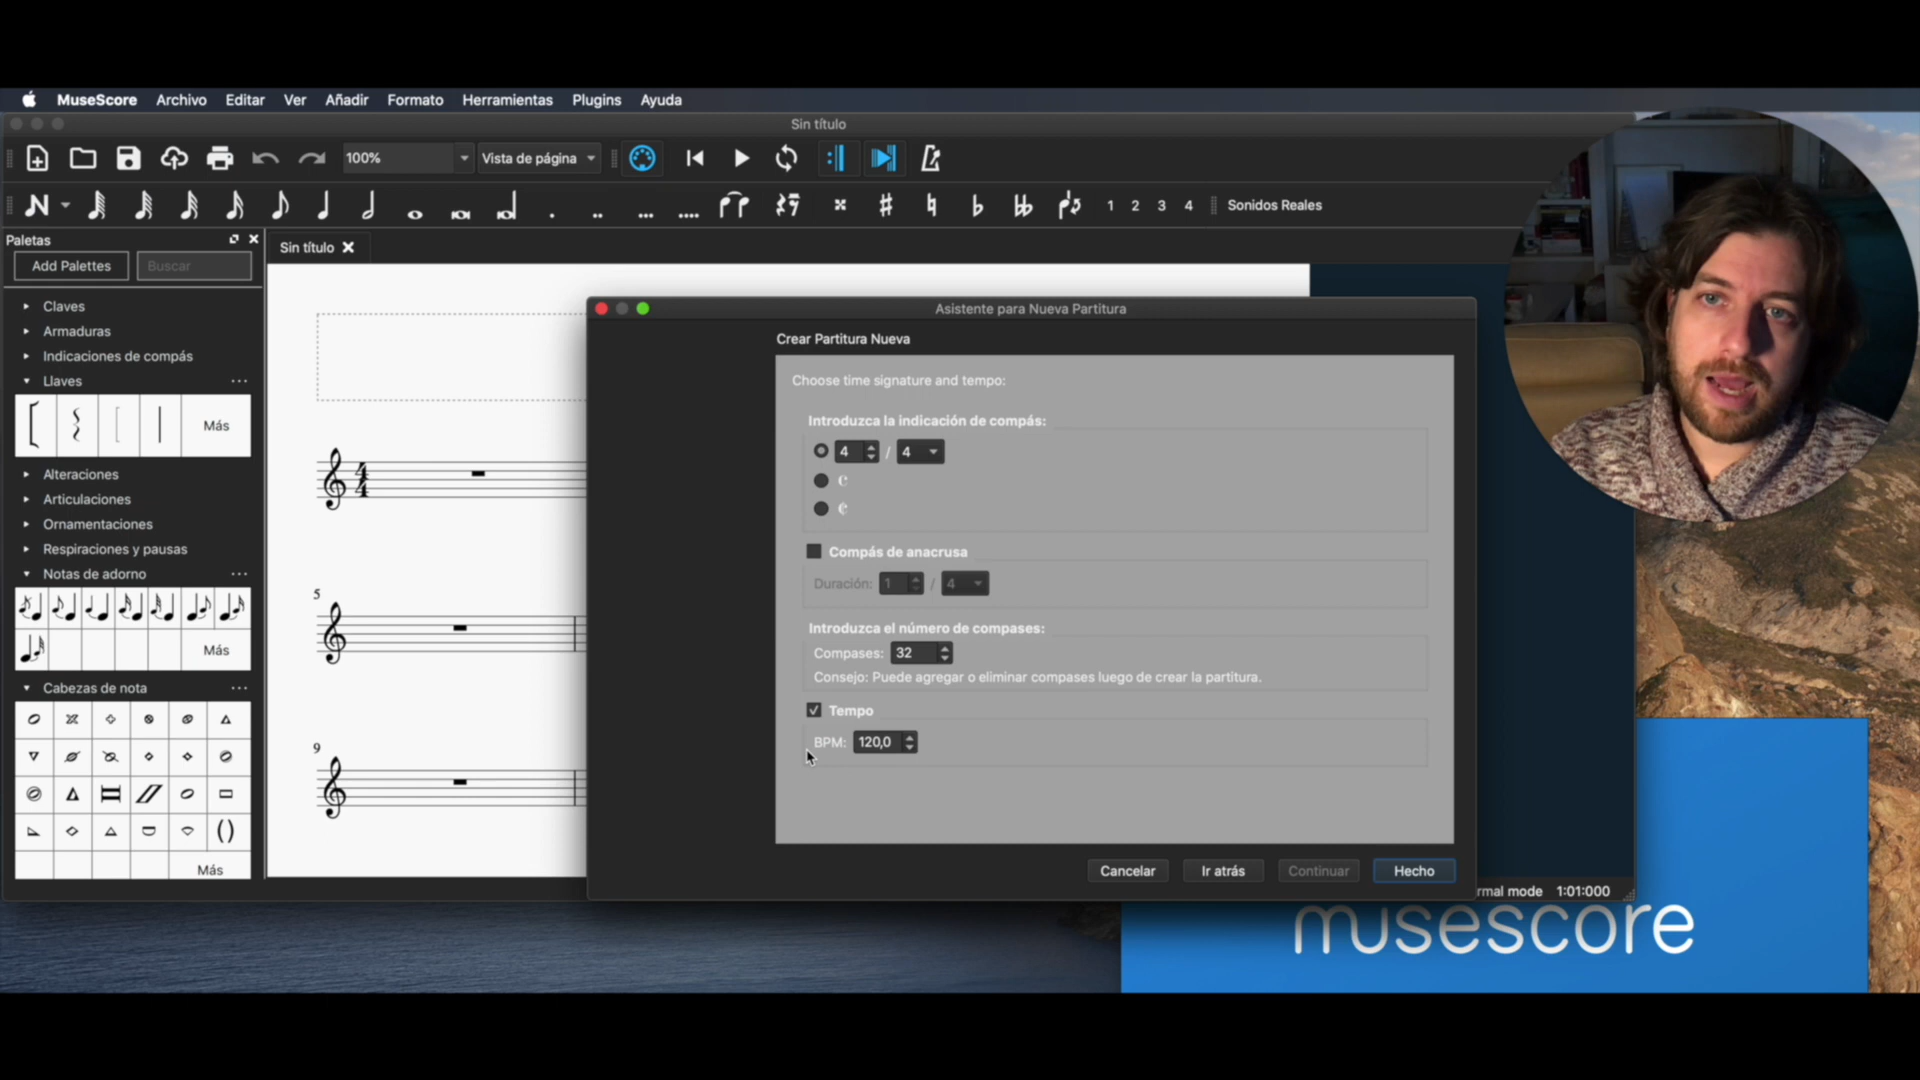 MuseScore Archivo Editar Ver Añadir Formato Herramientas Plugins Ayuda
Sin título
100% Vista de página
1 2 3 4 Sonidos Reales
Paletas
Add Palettes Buscar
Sin título
Claves
Armaduras
Indicaciones de compás
Llaves
Más
Alteraciones
Articulaciones
Ornamentaciones
Respiraciones y pausas
Notas de adorno
Más
Cabezas de nota
Más
4
4
5
9
Asistente para Nueva Partitura
Crear Partitura Nueva
Choose time signature and tempo:
Introduzca la indicación de compás:
4 / 4
Compás de anacrusa
Duración: 1 / 4
Introduzca el número de compases:
Compases: 32
Consejo: Puede agregar o eliminar compases luego de crear la partitura.
Tempo
BPM: 120,0
Cancelar Ir atrás Continuar Hecho
rmal mode 1:01:000
musescore